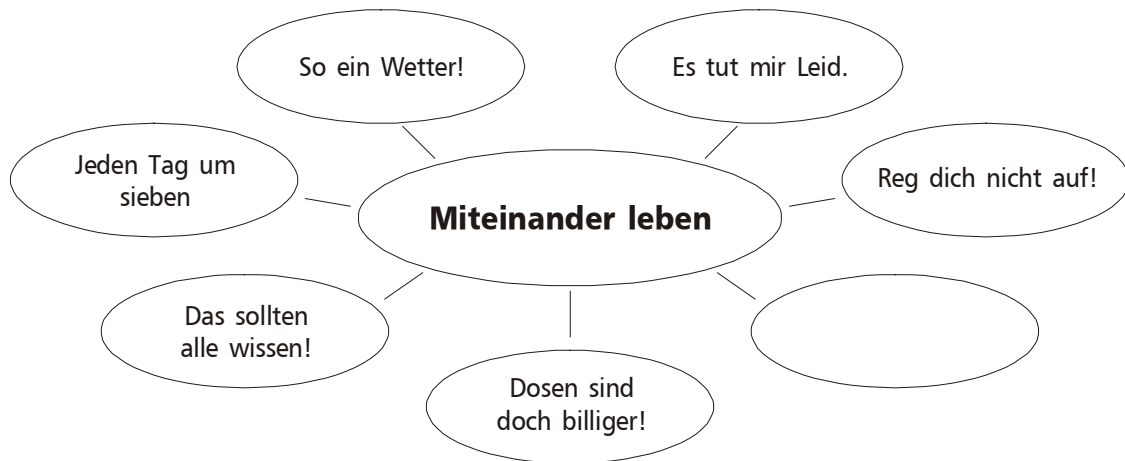 So ein Wetter!
Es tut mir Leid.
Jeden Tag um
sieben
Reg dich nicht auf!
Miteinander leben
Das sollten
alle wissen!
Dosen sind
doch billiger!